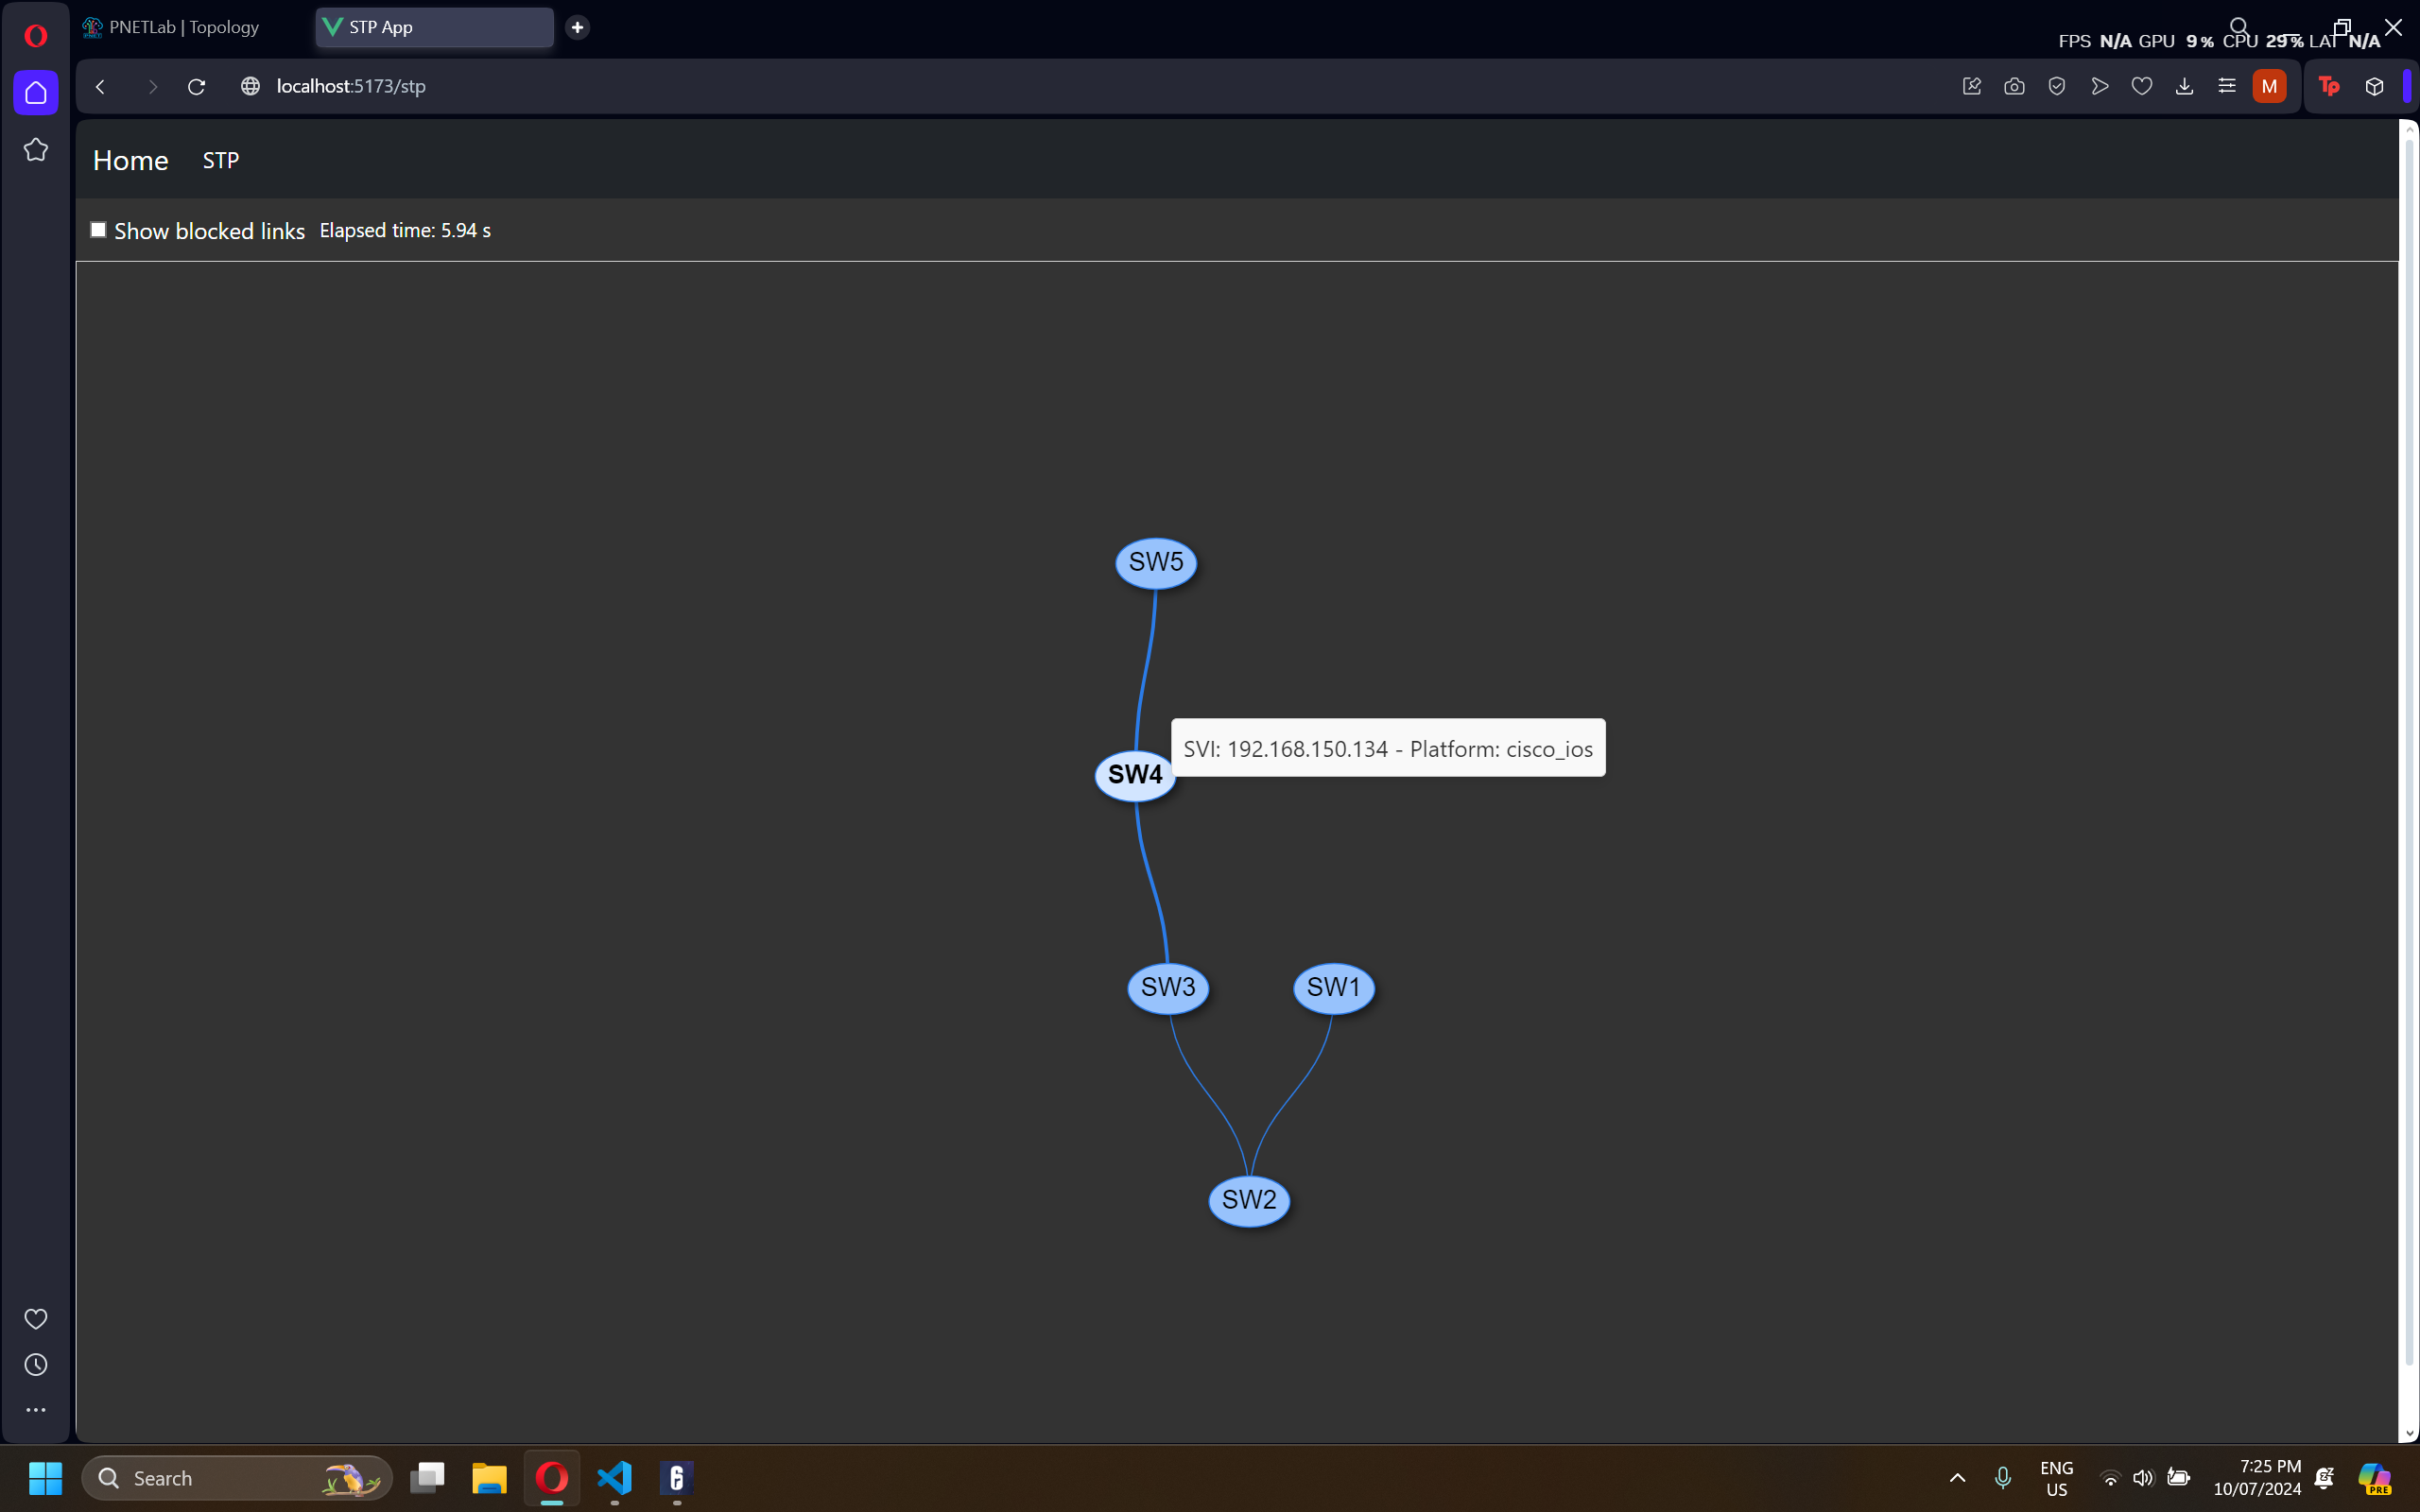 PNETLab | Topology
STP App
FPS N/A GPU 9% CPU 29% LAT N/A
localhost:5173/stp
M
Tp
Home STP
Show blocked links Elapsed time: 5.94 s
SW5
SVI: 192.168.150.134 - Platform: cisco_ios
SW4
SW3
SW1
SW2
Search
ENG
US
7:25 PM
10/07/2024
PRE